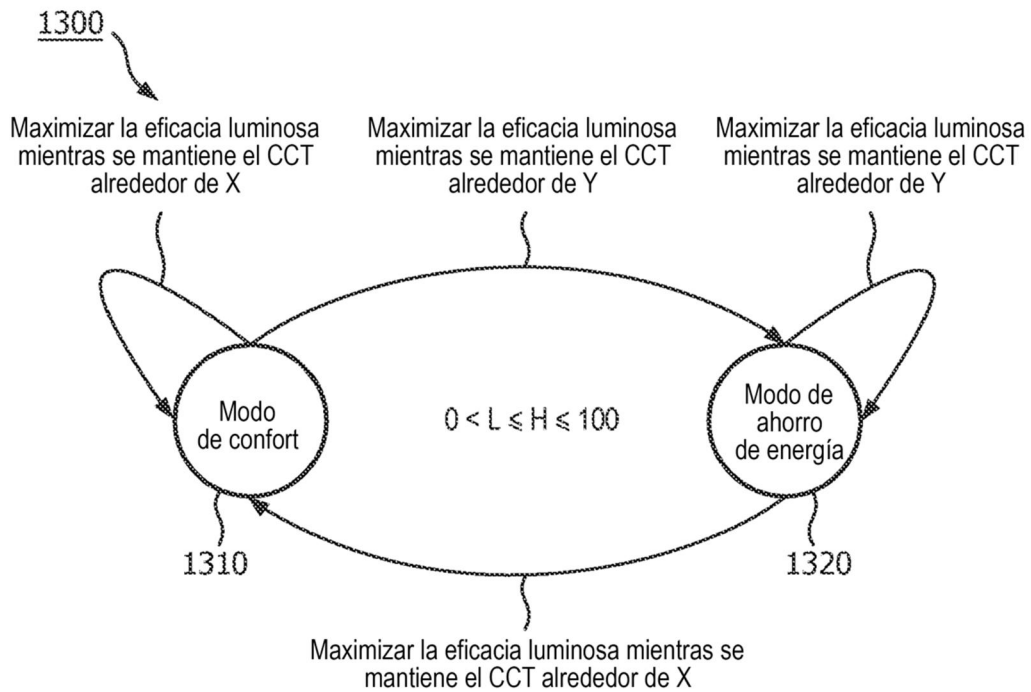 1300
Maximizar la eficacia luminosa
mientras se mantiene el CCT
alrededor de X
Maximizar la eficacia luminosa
mientras se mantiene el CCT
alrededor de Y
Maximizar la eficacia luminosa
mientras se mantiene el CCT
alrededor de Y
Modo
de confort
0 < L ⩽ H ⩽ 100
Modo de
ahorro
de energía
1310
1320
Maximizar la eficacia luminosa mientras se
mantiene el CCT alrededor de X